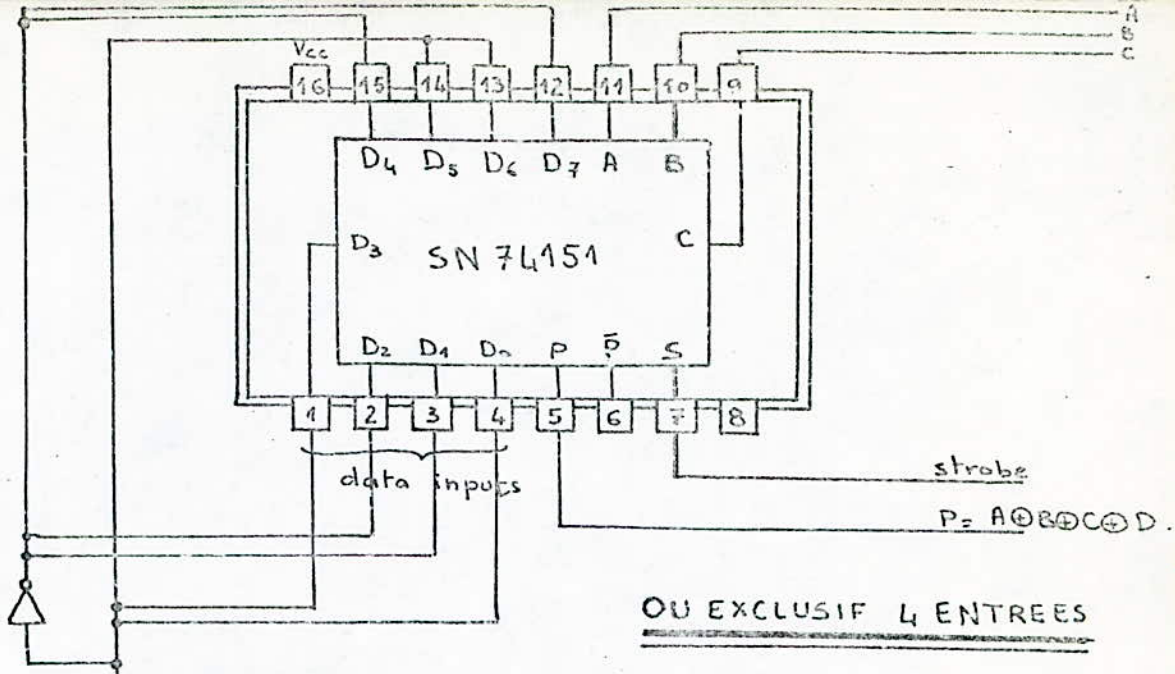 A
B
C
Vcc
16 15 14 13 12 11 10 9
D4 D5 D6 D7 A B
D3 SN 74151 C
D2 D1 D0 P P̅ S
1 2 3 4 5 6 7 8
data inputs
strobe
P= A⊕B⊕C⊕D.
OU EXCLUSIF 4 ENTREES